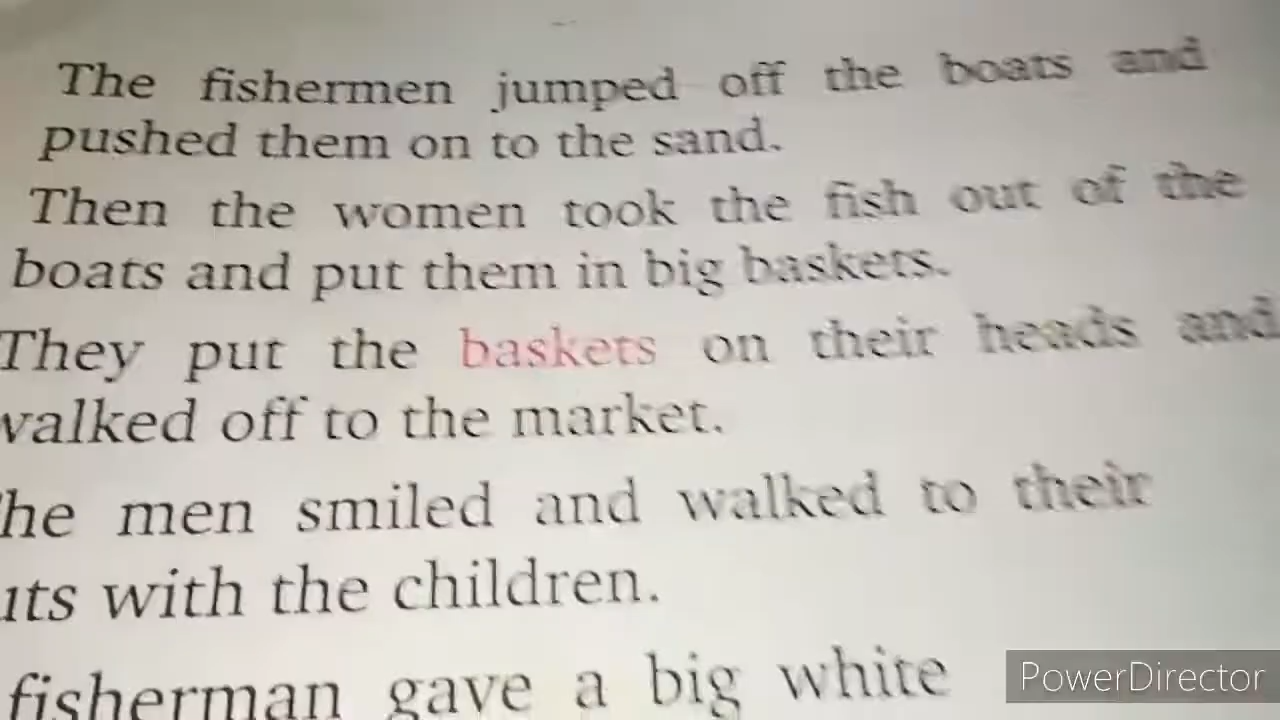 The fishermen jumped off the boats and
pushed them on to the sand.
Then the women took the fish out of the
boats and put them in big baskets.
They put the baskets on their heads and
walked off to the market.
he men smiled and walked to their
uts with the children.
fisherman gave a big white
PowerDirector